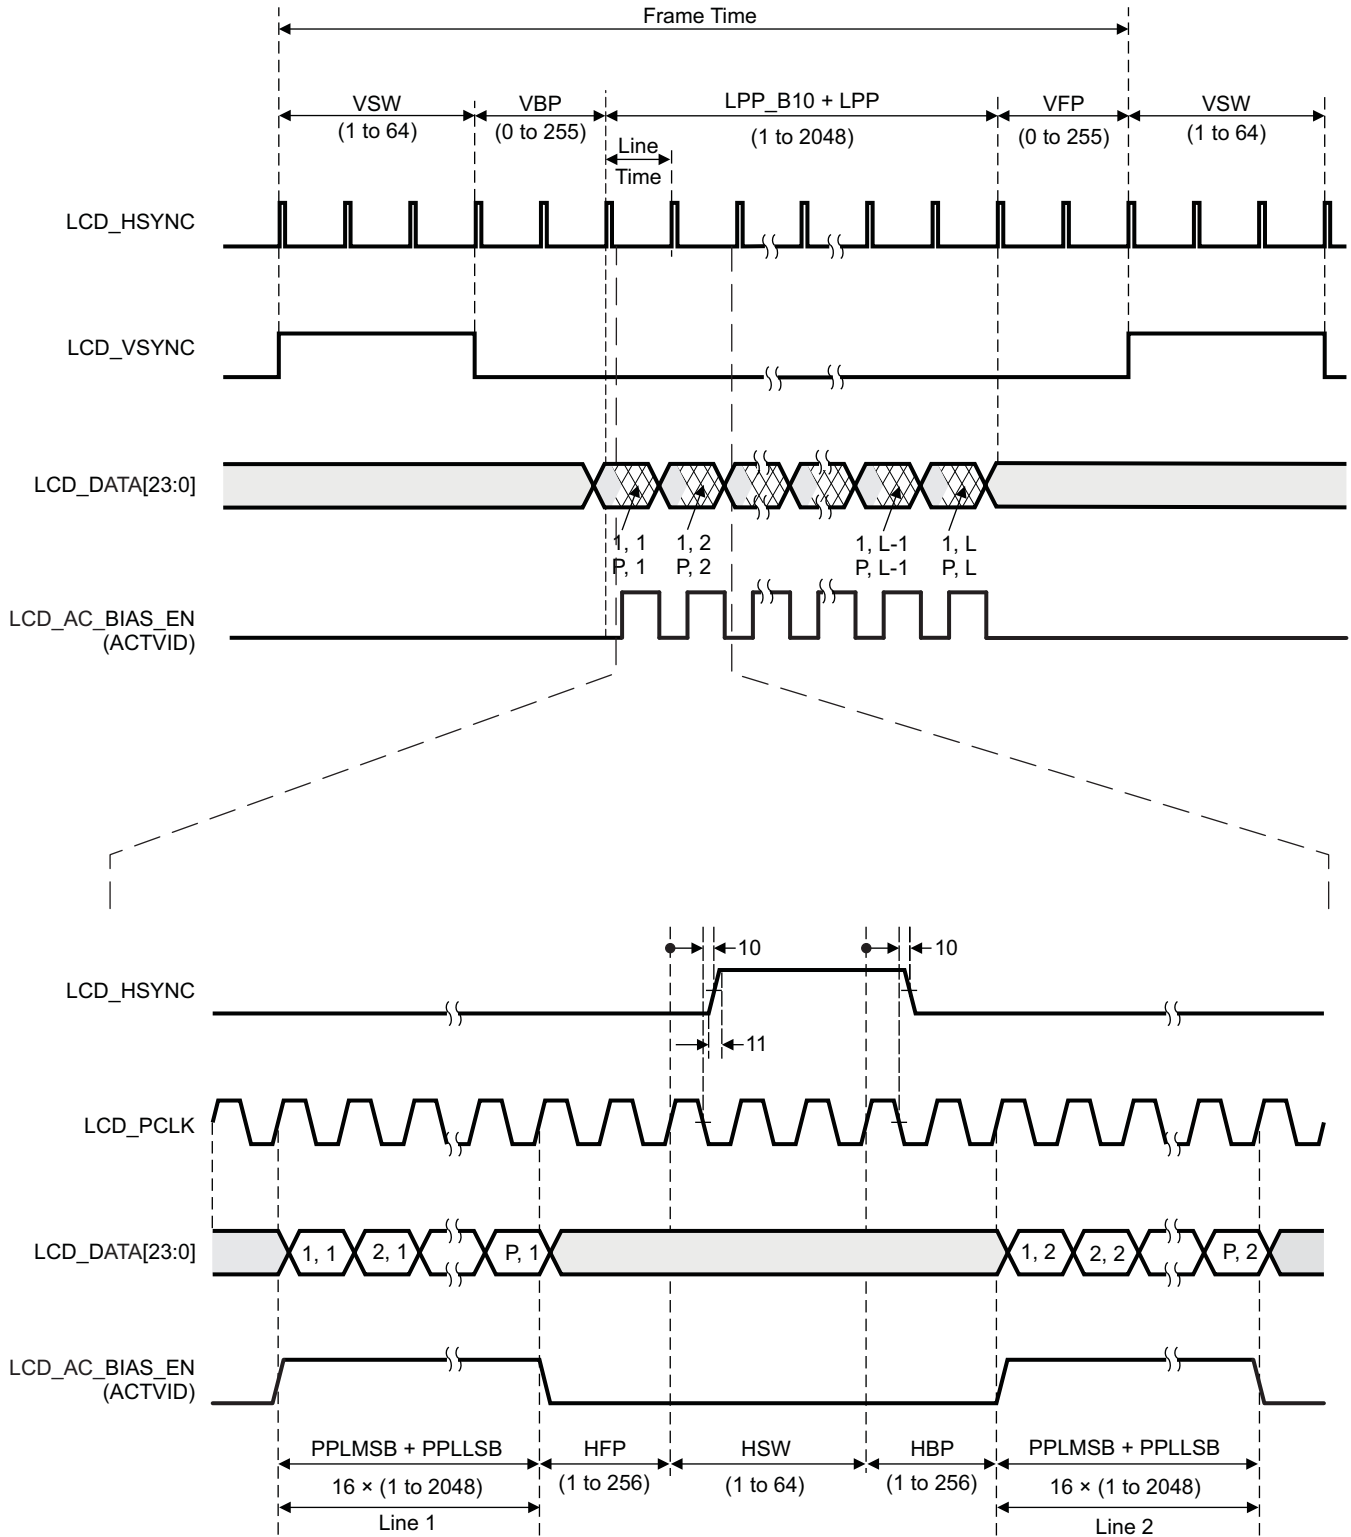 Frame Time
VSW
(1 to 64)
VBP
(0 to 255)
LPP_B10 + LPP
(1 to 2048)
VFP
(0 to 255)
VSW
(1 to 64)
Line
Time
LCD_HSYNC
LCD_VSYNC
LCD_DATA[23:0]
1, 1
P, 1
1, 2
P, 2
1, L-1
P, L-1
1, L
P, L
LCD_AC_BIAS_EN
(ACTVID)
10
10
LCD_HSYNC
11
LCD_PCLK
LCD_DATA[23:0]
1, 1
2, 1
P, 1
1, 2
2, 2
P, 2
LCD_AC_BIAS_EN
(ACTVID)
PPLMSB + PPLLSB
16 × (1 to 2048)
Line 1
HFP
(1 to 256)
HSW
(1 to 64)
HBP
(1 to 256)
PPLMSB + PPLLSB
16 × (1 to 2048)
Line 2